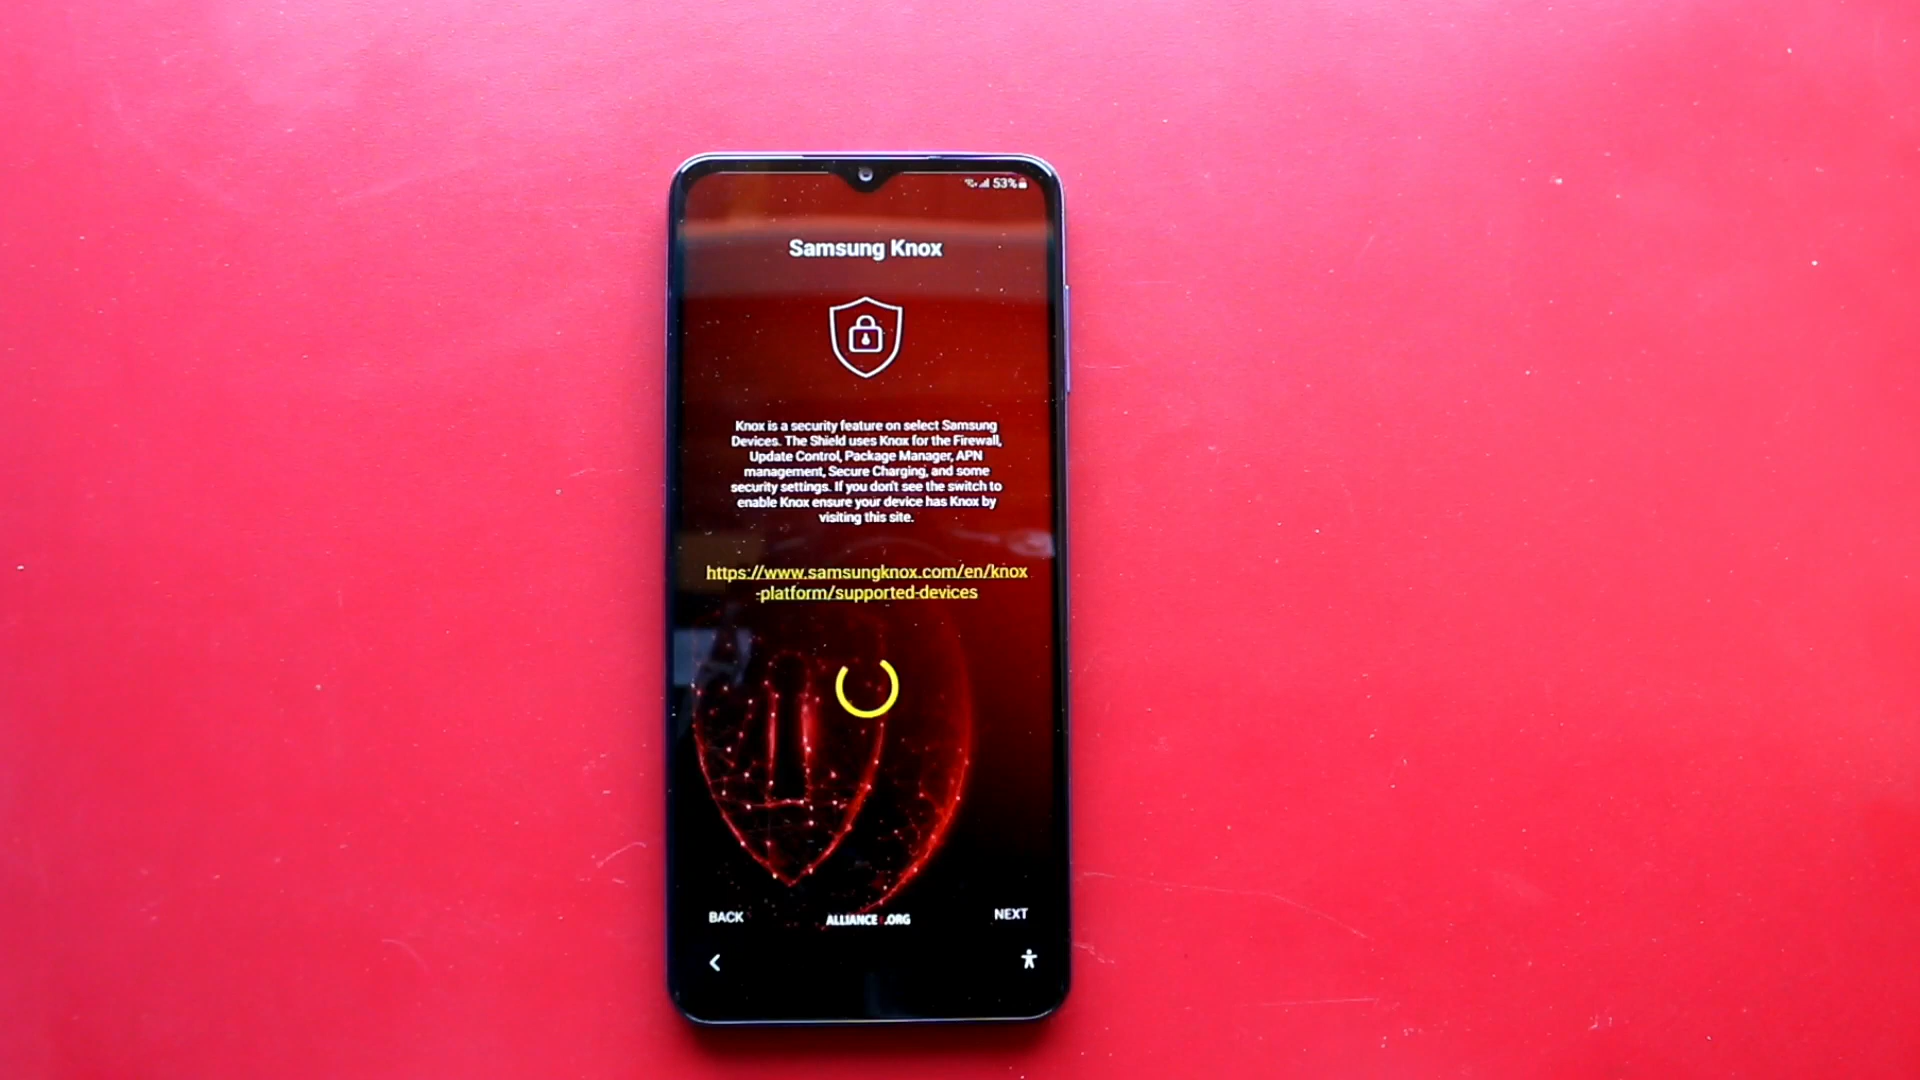 53%
Samsung Knox
Knox is a security feature on select Samsung
Devices. The Shield uses Knox for the Firewall,
Update Control, Package Manager, APN
management, Secure Charging, and some
security settings. If you don't see the switch to
enable Knox ensure your device has Knox by
visiting this site.
https://www.samsungknox.com/en/knox
-platform/supported-devices
BACK
ALLIANCE .ORG
NEXT